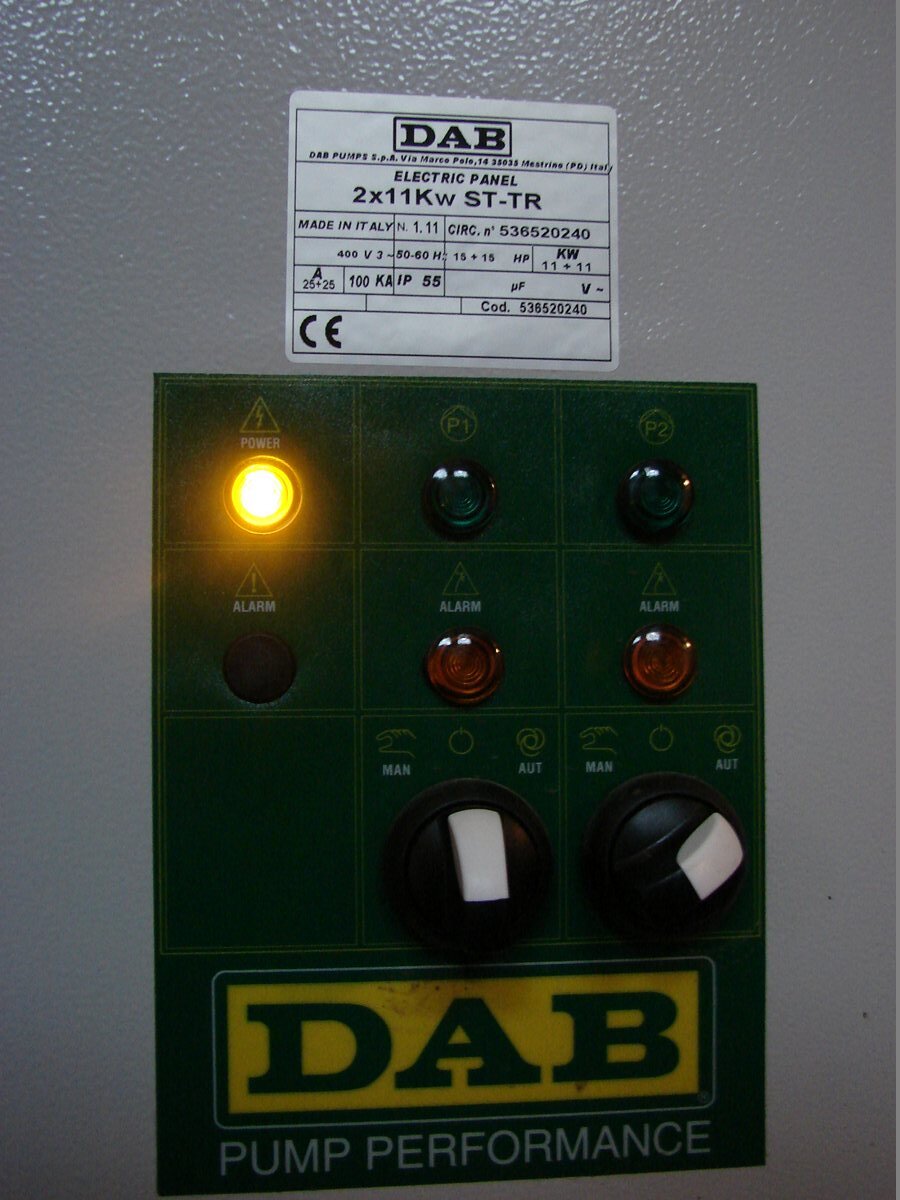 DAB
DAB PUMPS S.p.A. Via Marco Polo,14 35035 Mestrino (PD) Italy
ELECTRIC PANEL
2x11Kw ST-TR
MADE IN ITALY N. 1.11 CIRC. n° 536520240
400 V 3~50-60 Hz 15 + 15 HP KW 11 + 11
A 25+25 100 KA IP 55 µF V ~
Cod. 536520240
CE
POWER P1 P2
ALARM ALARM ALARM
MAN AUT MAN AUT
DAB®
PUMP PERFORMANCE